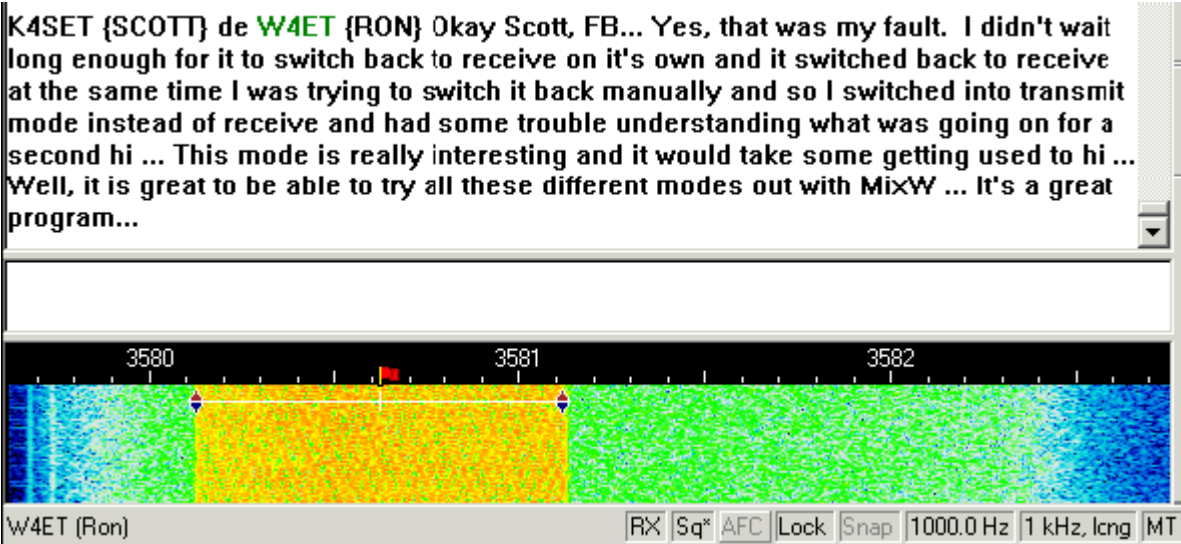 K4SET {SCOTT} de W4ET {RON} Okay Scott, FB... Yes, that was my fault.  I didn't wait
long enough for it to switch back to receive on it's own and it switched back to receive
at the same time I was trying to switch it back manually and so I switched into transmit
mode instead of receive and had some trouble understanding what was going on for a
second hi ... This mode is really interesting and it would take some getting used to hi ...
Well, it is great to be able to try all these different modes out with MixW ... It's a great
program...
3580 3581 3582
W4ET (Ron) RX Sq* AFC Lock Snap 1000.0 Hz 1 kHz, long MT